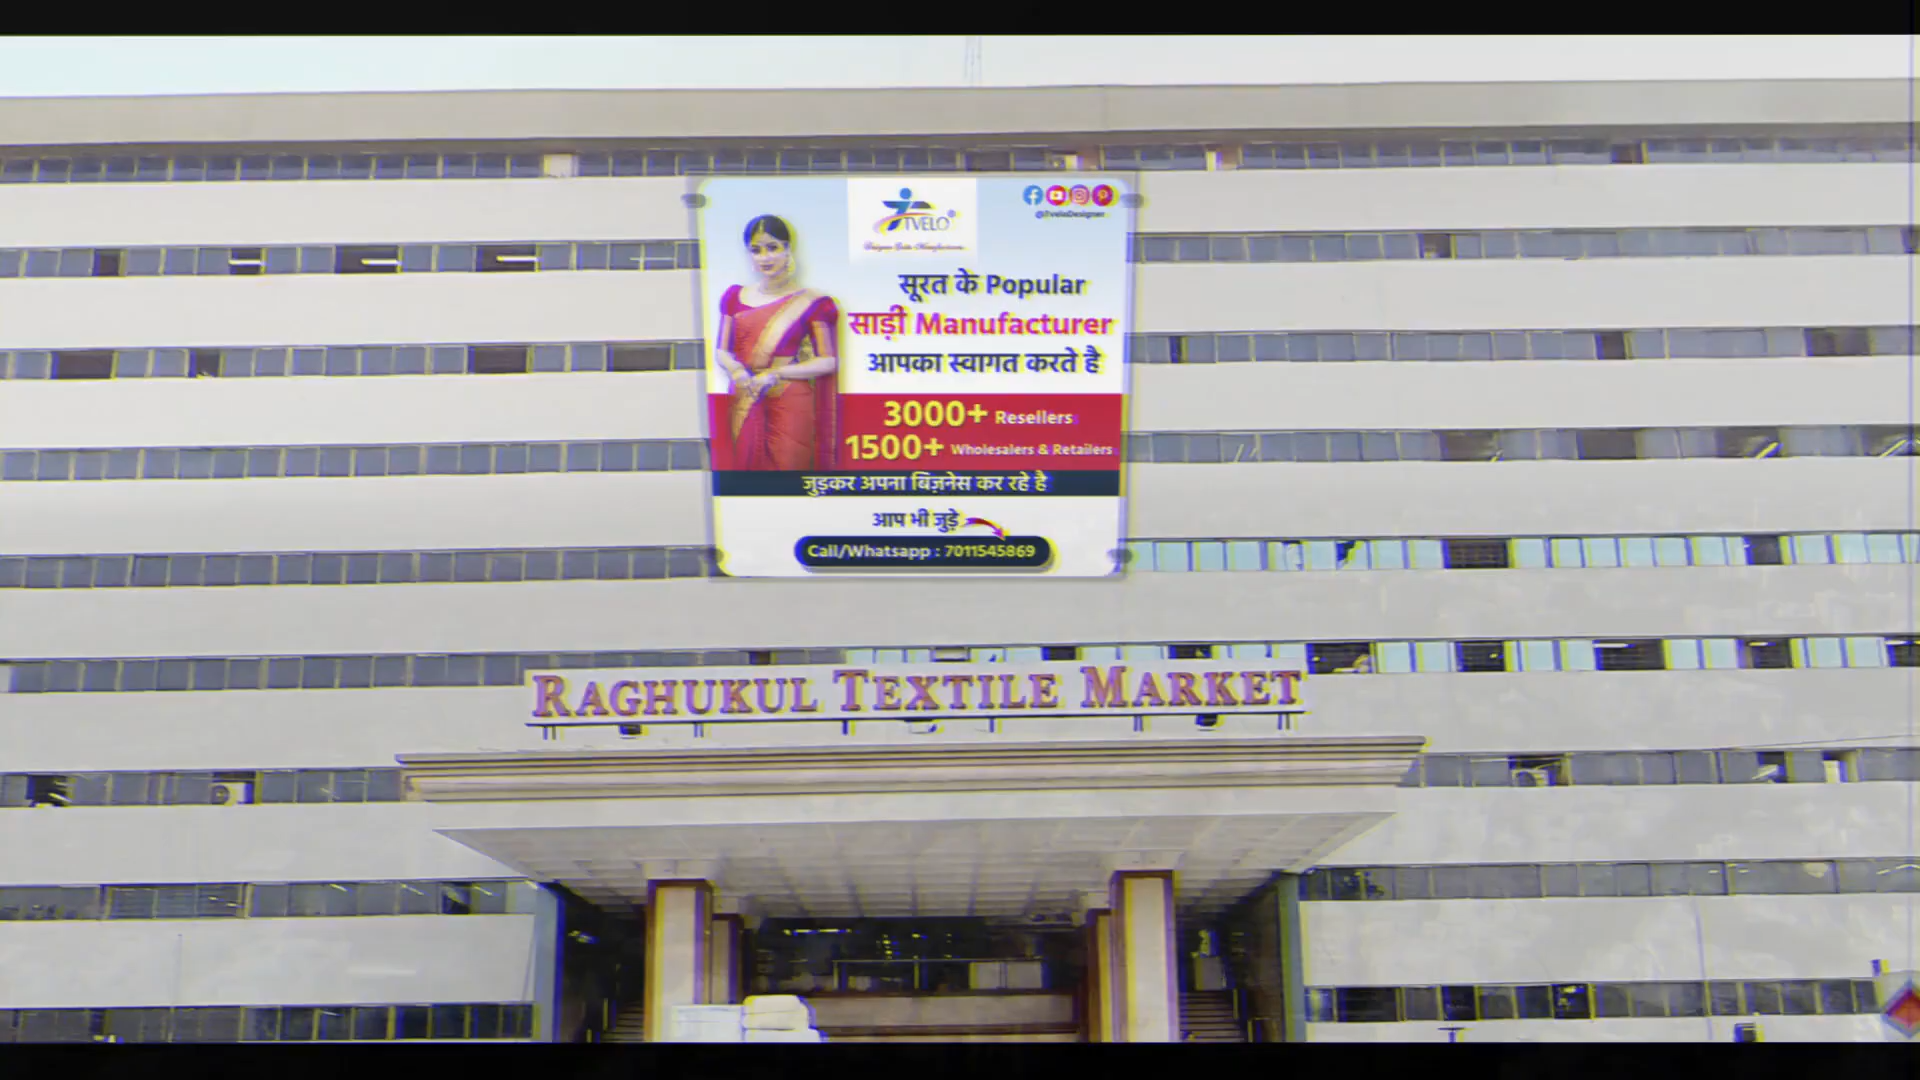 TVELO
@TveloDesigner
सूरत के Popular
साड़ी Manufacturer
आपका स्वागत करते है
3000+ Resellers
1500+ Wholesalers & Retailers
जुड़कर अपना बिज़नेस कर रहे है
आप भी जुड़े
Call/Whatsapp : 7011545869
RAGHUKUL TEXTILE MARKET